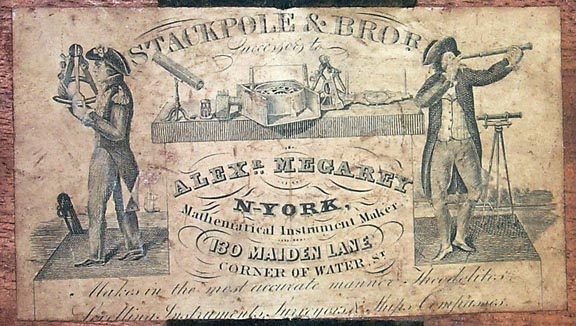 STACKPOLE & BROR
Successors to
ALEXR. MEGAREY
N-YORK,
Mathematical Instrument Maker
130 MAIDEN LANE,
CORNER OF WATER ST
Makes in the most accurate manner Theodelites
Levelling Instruments, Surveyors & Ships Compasses